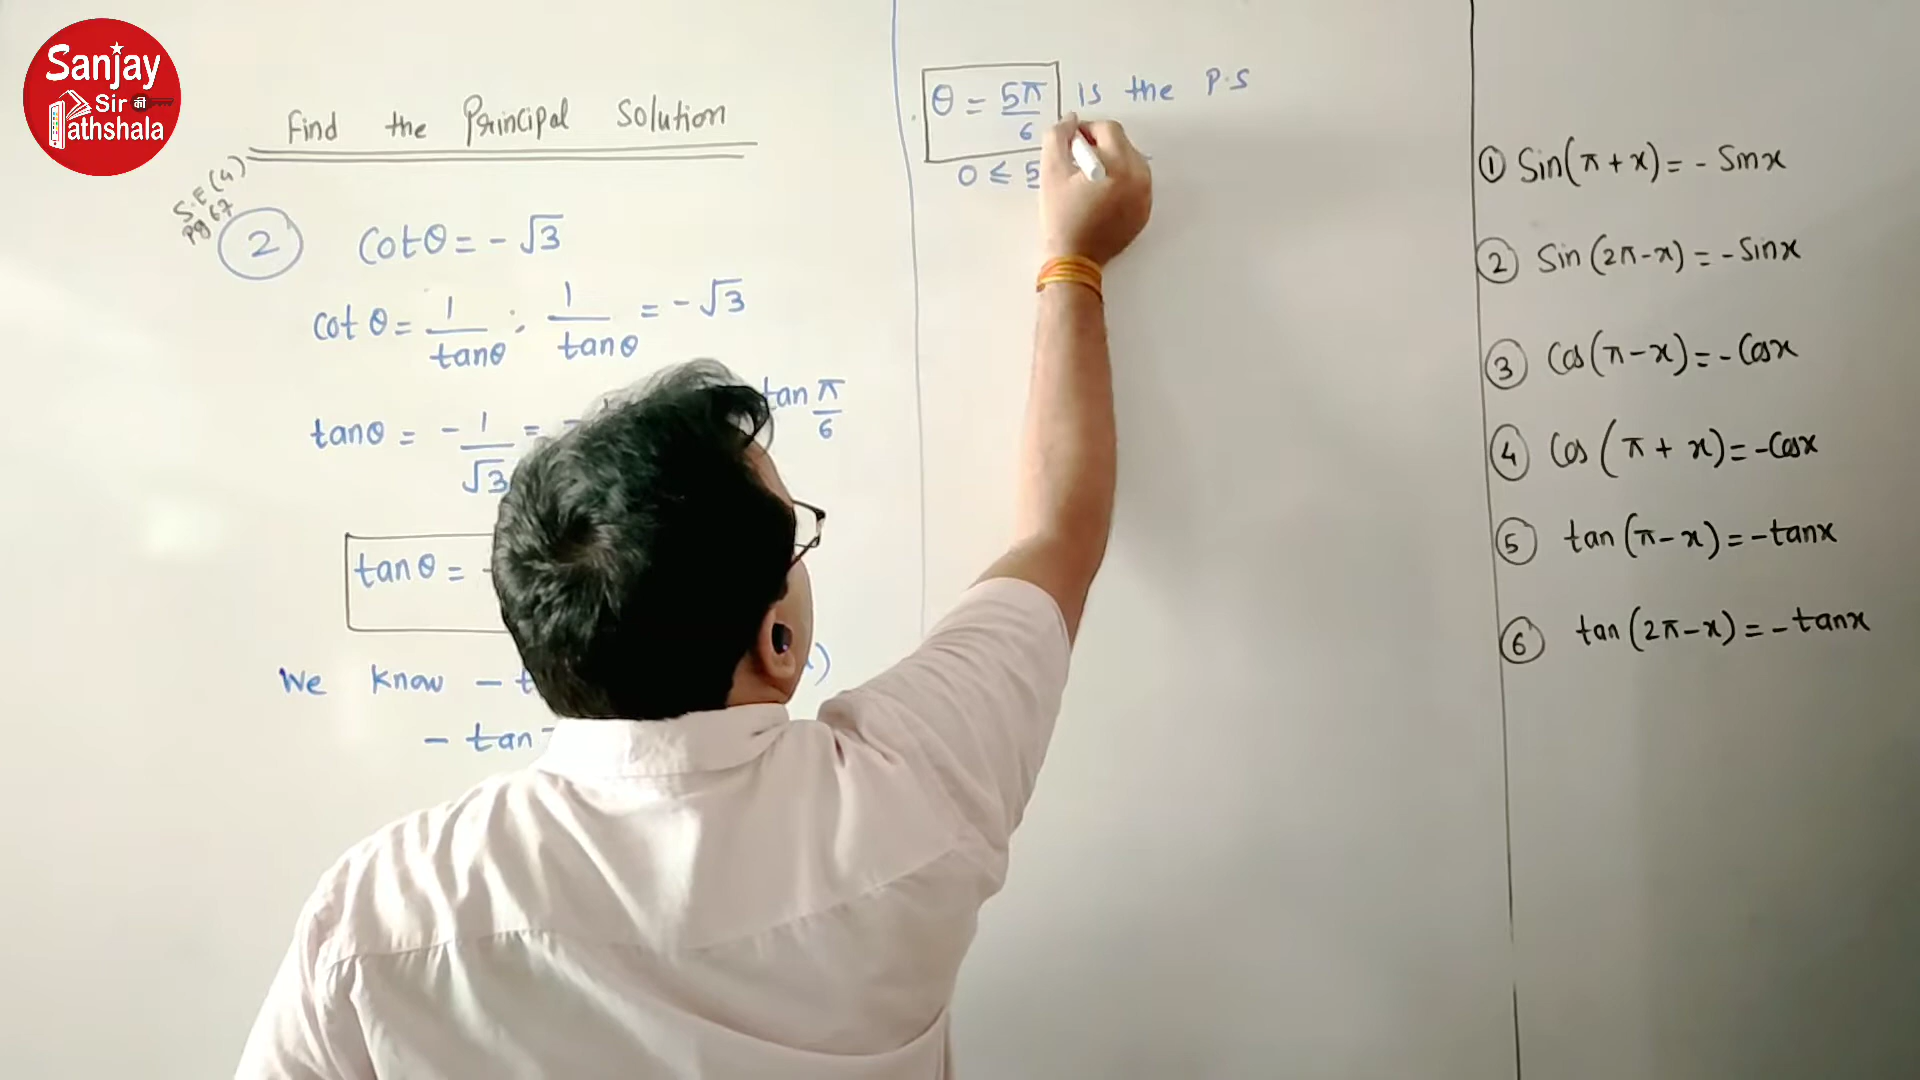 Sanjay
Sir की
Pathshala
Find the Principal Solution
S.E (4)
Pg 67
2 Cotθ = - √3
Cot θ = 1/tanθ ∴ 1/tanθ = - √3
tanθ = - 1/√3 = - tan π/6
tanθ = -
We know - t )
- tan
θ = 5π/6 is the P.S
0 ≤ 5
① Sin(π + x) = - Sinx
② Sin (2π - x) = - Sinx
③ Cos(π - x) = - Cosx
④ Cos (π + x) = - Cosx
⑤ tan (π - x) = - tanx
⑥ tan (2π - x) = - tanx